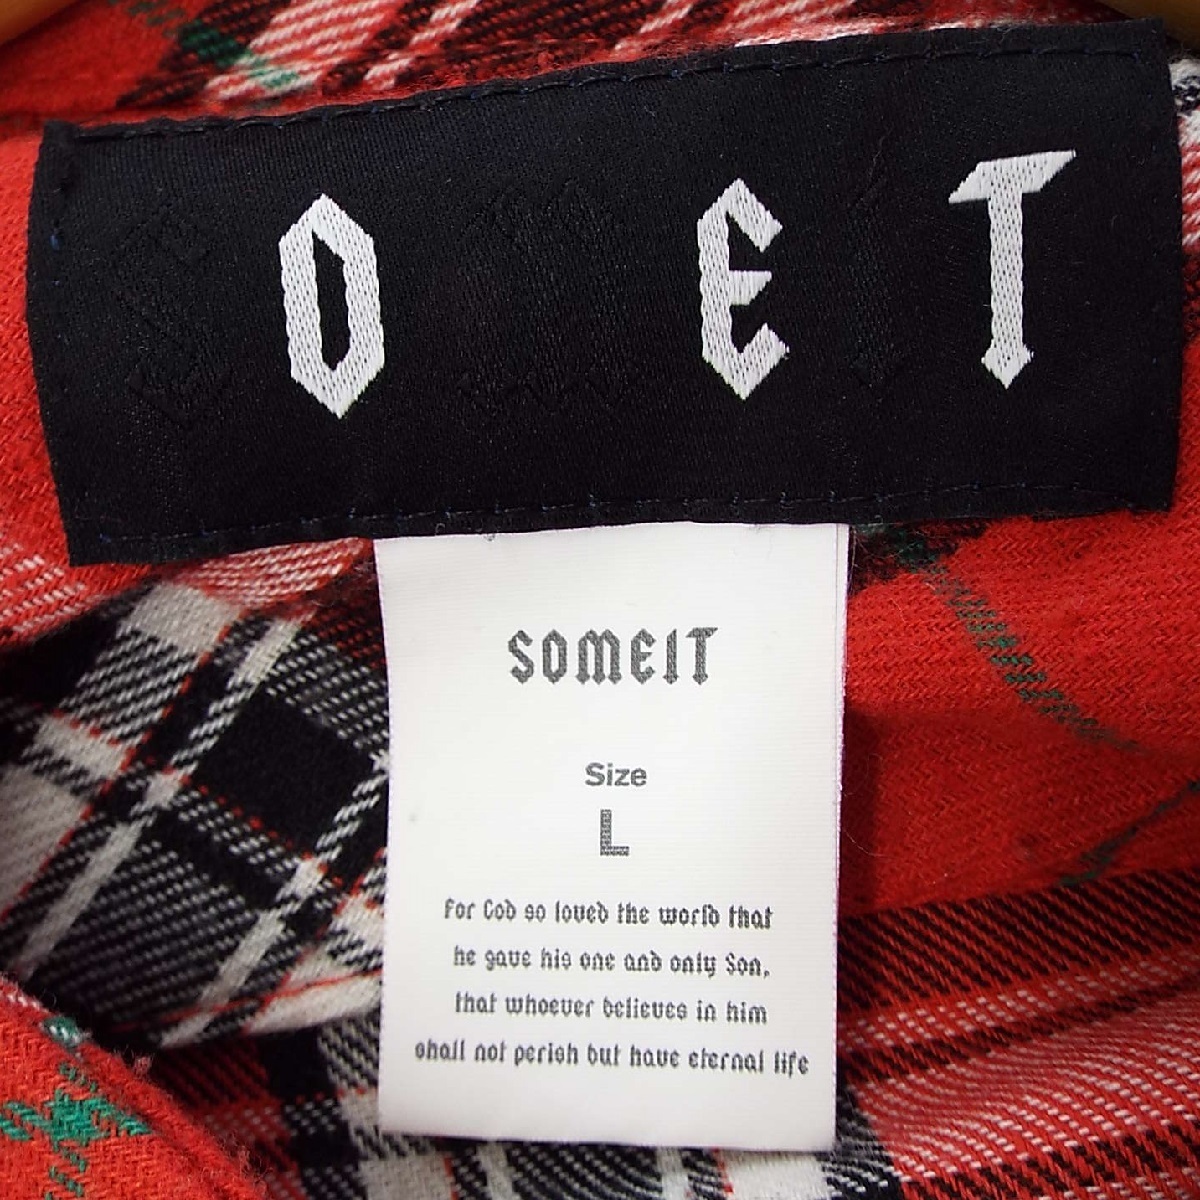 SOMEIT
SOMEIT
Size
L
For God so loved the world that
he gave his one and only Son,
that whoever believes in him
shall not perish but have eternal life